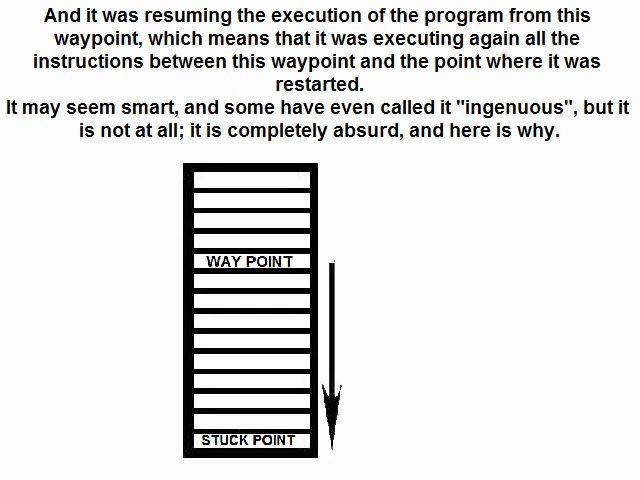 And it was resuming the execution of the program from this
waypoint, which means that it was executing again all the
instructions between this waypoint and the point where it was
restarted.
It may seem smart, and some have even called it "ingenuous", but it
is not at all; it is completely absurd, and here is why.
WAY POINT
STUCK POINT